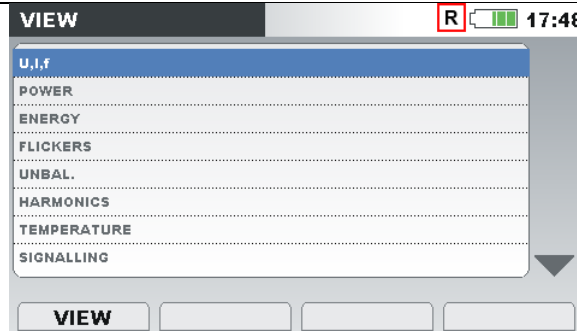 VIEW R 17:48
U,I,f
POWER
ENERGY
FLICKERS
UNBAL.
HARMONICS
TEMPERATURE
SIGNALLING
VIEW